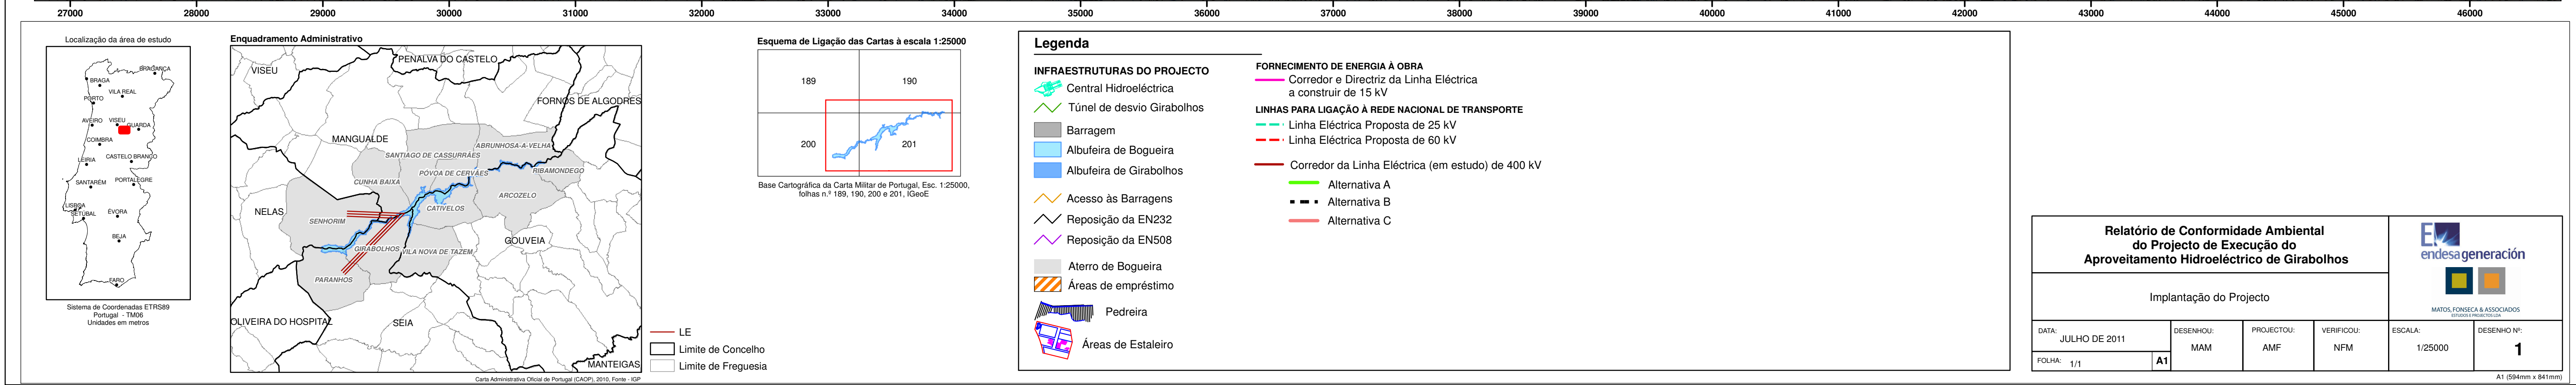 27000 28000 29000 30000 31000 32000 33000 34000 35000 36000 37000 38000 39000 40000 41000 42000 43000 44000 45000 46000
Localização da área de estudo
BRAGANÇA
BRAGA
VILA REAL
PORTO
AVEIRO
VISEU
GUARDA
COIMBRA
LEIRIA
CASTELO BRANCO
SANTARÉM
PORTALEGRE
LISBOA
SETÚBAL
ÉVORA
BEJA
FARO
Sistema de Coordenadas ETRS89
Portugal - TM06
Unidades em metros
Enquadramento Administrativo
VISEU
PENALVA DO CASTELO
FORNOS DE ALGODRES
MANGUALDE
ABRUNHOSA-A-VELHA
SANTIAGO DE CASSURRÃES
PÓVOA DE CERVÃES
RIBAMONDEGO
CUNHA BAIXA
ARCOZELO
NELAS
CATIVELOS
SENHORIM
GOUVEIA
GIRABOLHOS
VILA NOVA DE TAZEM
PARANHOS
OLIVEIRA DO HOSPITAL
SEIA
MANTEIGAS
LE
Limite de Concelho
Limite de Freguesia
Carta Administrativa Oficial de Portugal (CAOP), 2010, Fonte - IGP
Esquema de Ligação das Cartas à escala 1:25000
189
190
200
201
Base Cartográfica da Carta Militar de Portugal, Esc. 1:25000,
folhas n.º 189, 190, 200 e 201, IGeoE
Legenda
INFRAESTRUTURAS DO PROJECTO
Central Hidroeléctrica
Túnel de desvio Girabolhos
Barragem
Albufeira de Bogueira
Albufeira de Girabolhos
Acesso às Barragens
Reposição da EN232
Reposição da EN508
Aterro de Bogueira
Áreas de empréstimo
Pedreira
Áreas de Estaleiro
FORNECIMENTO DE ENERGIA À OBRA
Corredor e Directriz da Linha Eléctrica
a construir de 15 kV
LINHAS PARA LIGAÇÃO À REDE NACIONAL DE TRANSPORTE
Linha Eléctrica Proposta de 25 kV
Linha Eléctrica Proposta de 60 kV
Corredor da Linha Eléctrica (em estudo) de 400 kV
Alternativa A
Alternativa B
Alternativa C
Relatório de Conformidade Ambiental
do Projecto de Execução do
Aproveitamento Hidroeléctrico de Girabolhos
Implantação do Projecto
endesa generación
MATOS, FONSECA & ASSOCIADOS
ESTUDOS E PROJECTOS LDA
DATA:
JULHO DE 2011
FOLHA: 1/1
A1
DESENHOU:
MAM
PROJECTOU:
AMF
VERIFICOU:
NFM
ESCALA:
1/25000
DESENHO Nº:
1
A1 (594mm x 841mm)